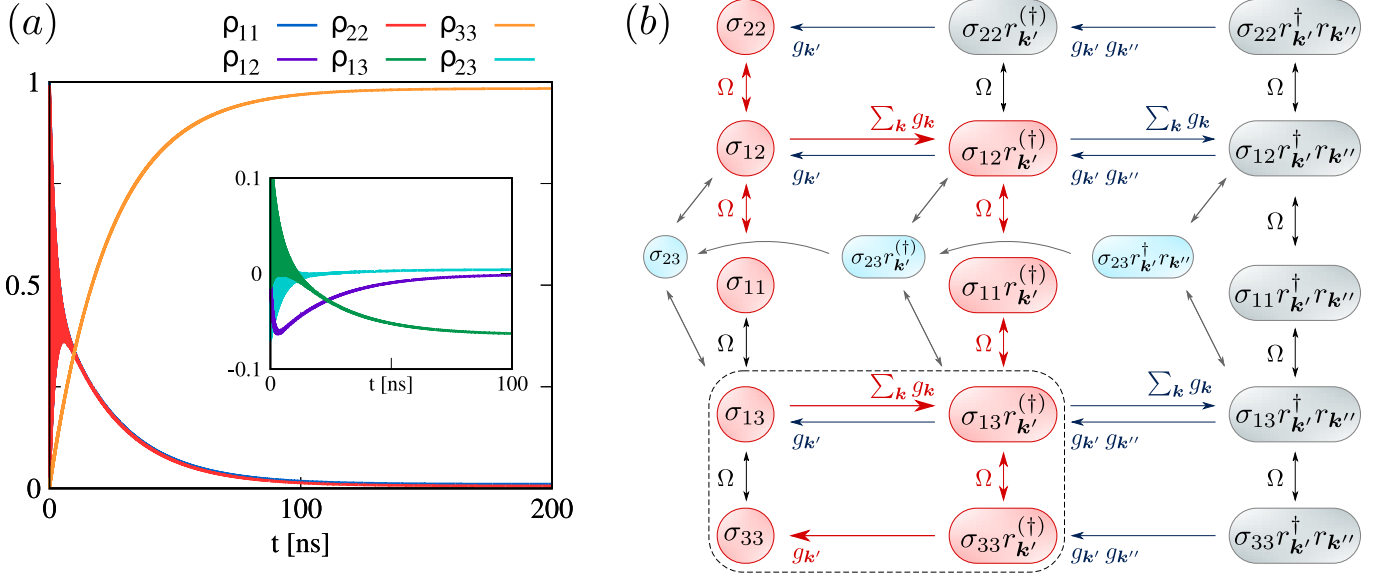 (a)
ρ₁₁ ρ₂₂ ρ₃₃
ρ₁₂ ρ₁₃ ρ₂₃
1
0.5
0
0 100 200
t [ns]
0.1
0
-0.1
0 100
t [ns]
(b)
σ₂₂ g_𝒌′ σ₂₂r_𝒌′^(†) g_𝒌′ g_𝒌″ σ₂₂r_𝒌′^† r_𝒌″
Ω Ω Ω
∑_𝒌 g_𝒌 ∑_𝒌 g_𝒌
σ₁₂ σ₁₂r_𝒌′^(†) σ₁₂r_𝒌′^† r_𝒌″
g_𝒌′ g_𝒌′ g_𝒌″
Ω Ω Ω
σ₂₃ σ₂₃r_𝒌′^(†) σ₂₃r_𝒌′^† r_𝒌″
σ₁₁ σ₁₁r_𝒌′^(†) σ₁₁r_𝒌′^† r_𝒌″
Ω Ω Ω
∑_𝒌 g_𝒌 ∑_𝒌 g_𝒌
σ₁₃ σ₁₃r_𝒌′^(†) σ₁₃r_𝒌′^† r_𝒌″
g_𝒌′ g_𝒌′ g_𝒌″
Ω Ω Ω
σ₃₃ g_𝒌′ σ₃₃r_𝒌′^(†) g_𝒌′ g_𝒌″ σ₃₃r_𝒌′^† r_𝒌″